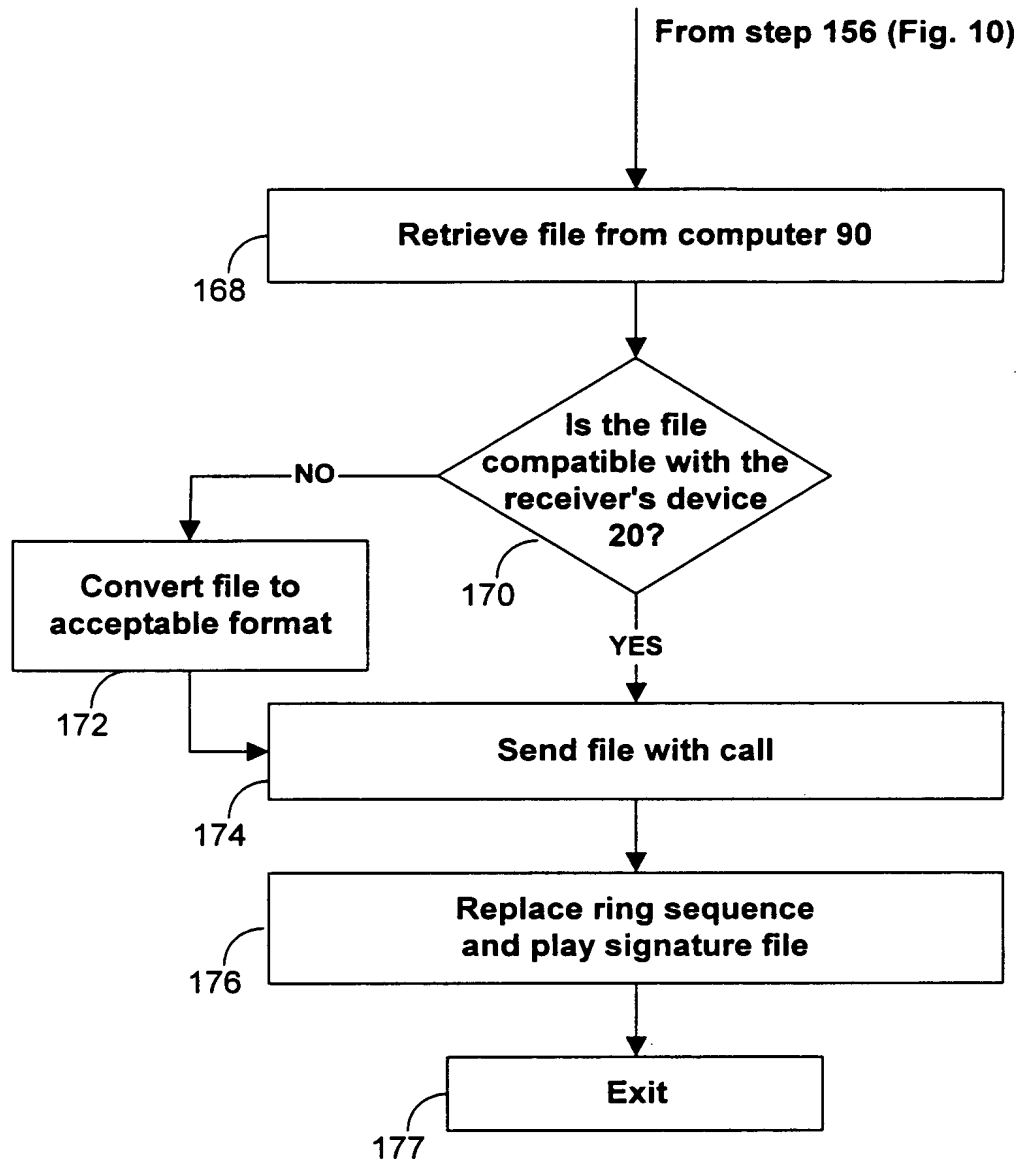 From step 156 (Fig. 10)
Retrieve file from computer 90
168
Is the file
compatible with the
receiver's device
20?
NO
170
Convert file to
acceptable format
YES
172
Send file with call
174
Replace ring sequence
and play signature file
176
Exit
177